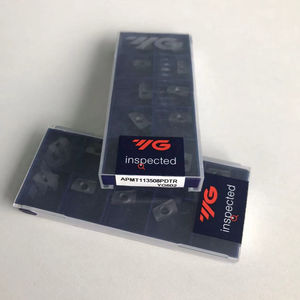 YG
YG
inspected
APMT113508PDTR
YG602
YG
inspected